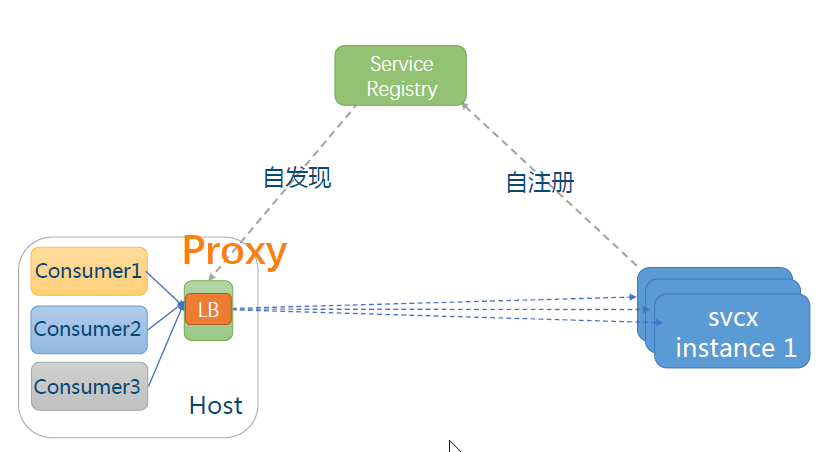 Service
Registry
自发现
自注册
Proxy
Consumer1
LB
Consumer2
svcx
instance 1
Consumer3
Host